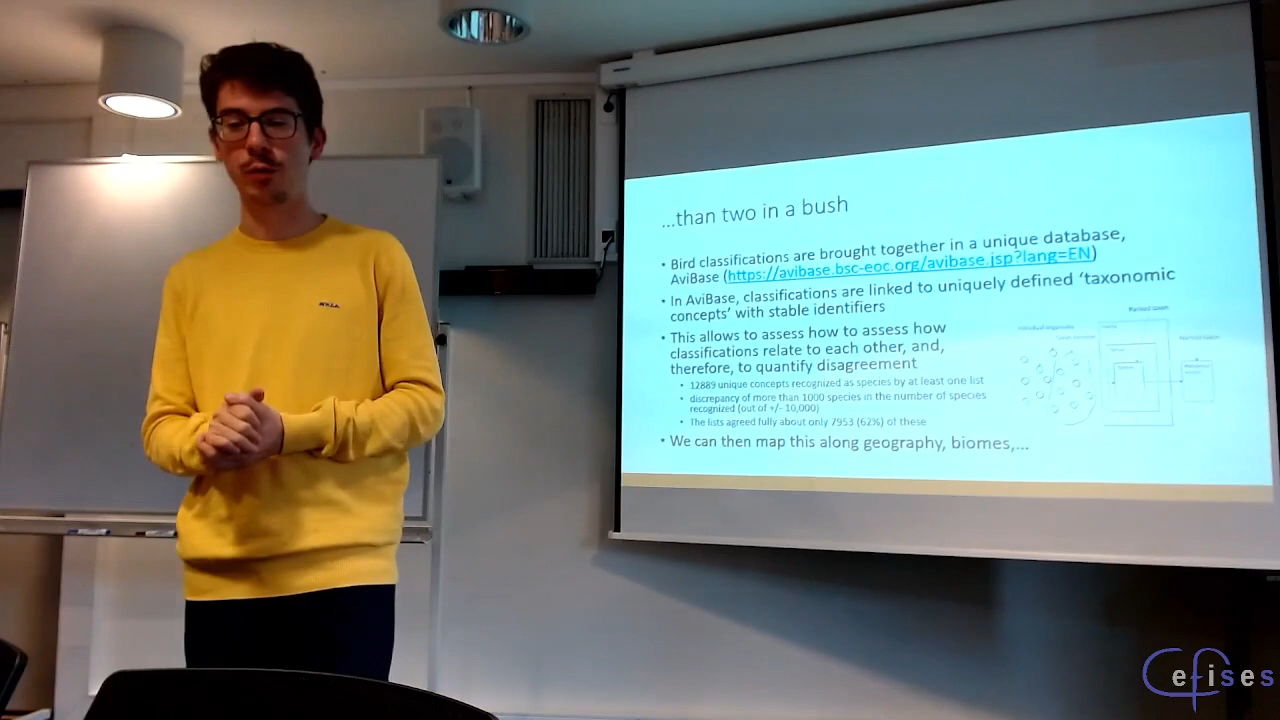 ...than two in a bush
• Bird classifications are brought together in a unique database,
AviBase (https://avibase.bsc-eoc.org/avibase.jsp?lang=EN)
• In AviBase, classifications are linked to uniquely defined ‘taxonomic
concepts’ with stable identifiers
• This allows to assess how to assess how
classifications relate to each other, and,
therefore, to quantify disagreement
• 12889 unique concepts recognized as species by at least one list
• discrepancy of more than 1000 species in the number of species
recognized (out of +/- 10,000)
• The lists agreed fully about only 7953 (62%) of these
• We can then map this along geography, biomes,...
Cefises